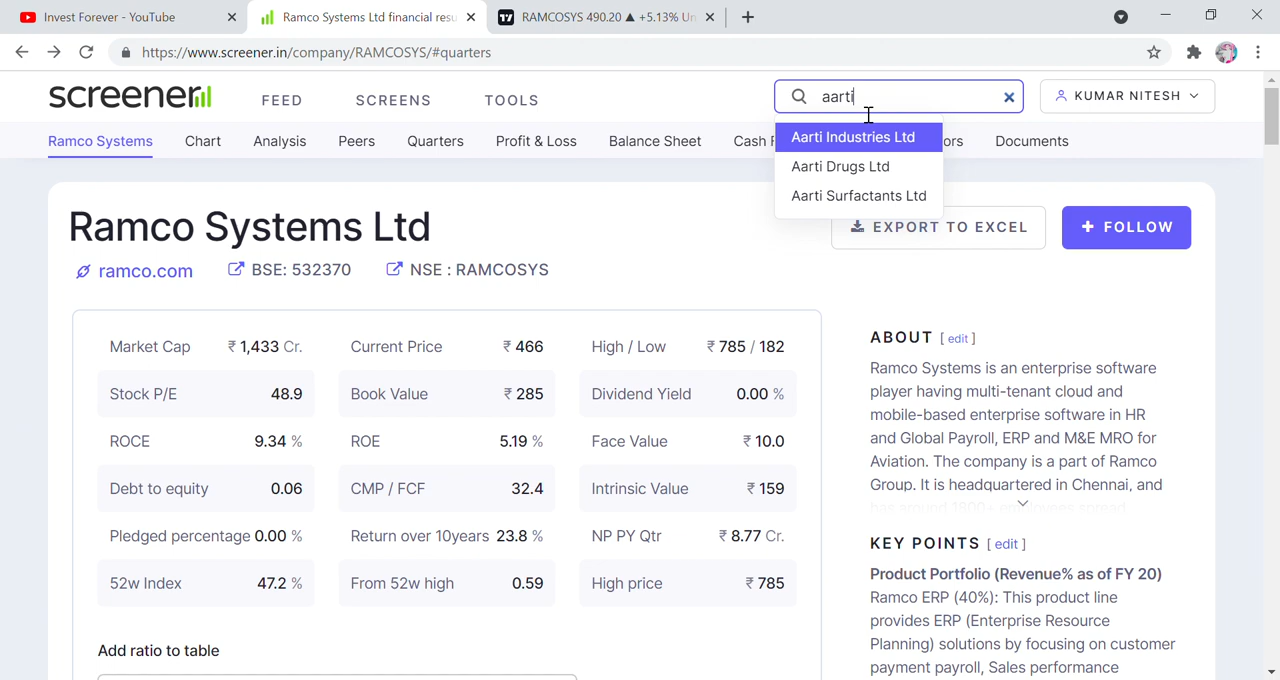 Invest Forever - YouTube
Ramco Systems Ltd financial resu
RAMCOSYS 490.20 ▲ +5.13% Un
https://www.screener.in/company/RAMCOSYS/#quarters
screener
FEED
SCREENS
TOOLS
aarti
KUMAR NITESH
Ramco Systems
Chart
Analysis
Peers
Quarters
Profit & Loss
Balance Sheet
Cash F
ors
Documents
Aarti Industries Ltd
Aarti Drugs Ltd
Aarti Surfactants Ltd
Ramco Systems Ltd
EXPORT TO EXCEL
+ FOLLOW
ramco.com
BSE: 532370
NSE : RAMCOSYS
Market Cap ₹ 1,433 Cr.
Current Price ₹ 466
High / Low ₹ 785 / 182
Stock P/E 48.9
Book Value ₹ 285
Dividend Yield 0.00 %
ROCE 9.34 %
ROE 5.19 %
Face Value ₹ 10.0
Debt to equity 0.06
CMP / FCF 32.4
Intrinsic Value ₹ 159
Pledged percentage 0.00 %
Return over 10years 23.8 %
NP PY Qtr ₹ 8.77 Cr.
52w Index 47.2 %
From 52w high 0.59
High price ₹ 785
Add ratio to table
ABOUT [ edit ]
Ramco Systems is an enterprise software
player having multi-tenant cloud and
mobile-based enterprise software in HR
and Global Payroll, ERP and M&E MRO for
Aviation. The company is a part of Ramco
Group. It is headquartered in Chennai, and
has around 1800+ employees spread
KEY POINTS [ edit ]
Product Portfolio (Revenue% as of FY 20)
Ramco ERP (40%): This product line
provides ERP (Enterprise Resource
Planning) solutions by focusing on customer
payment payroll, Sales performance